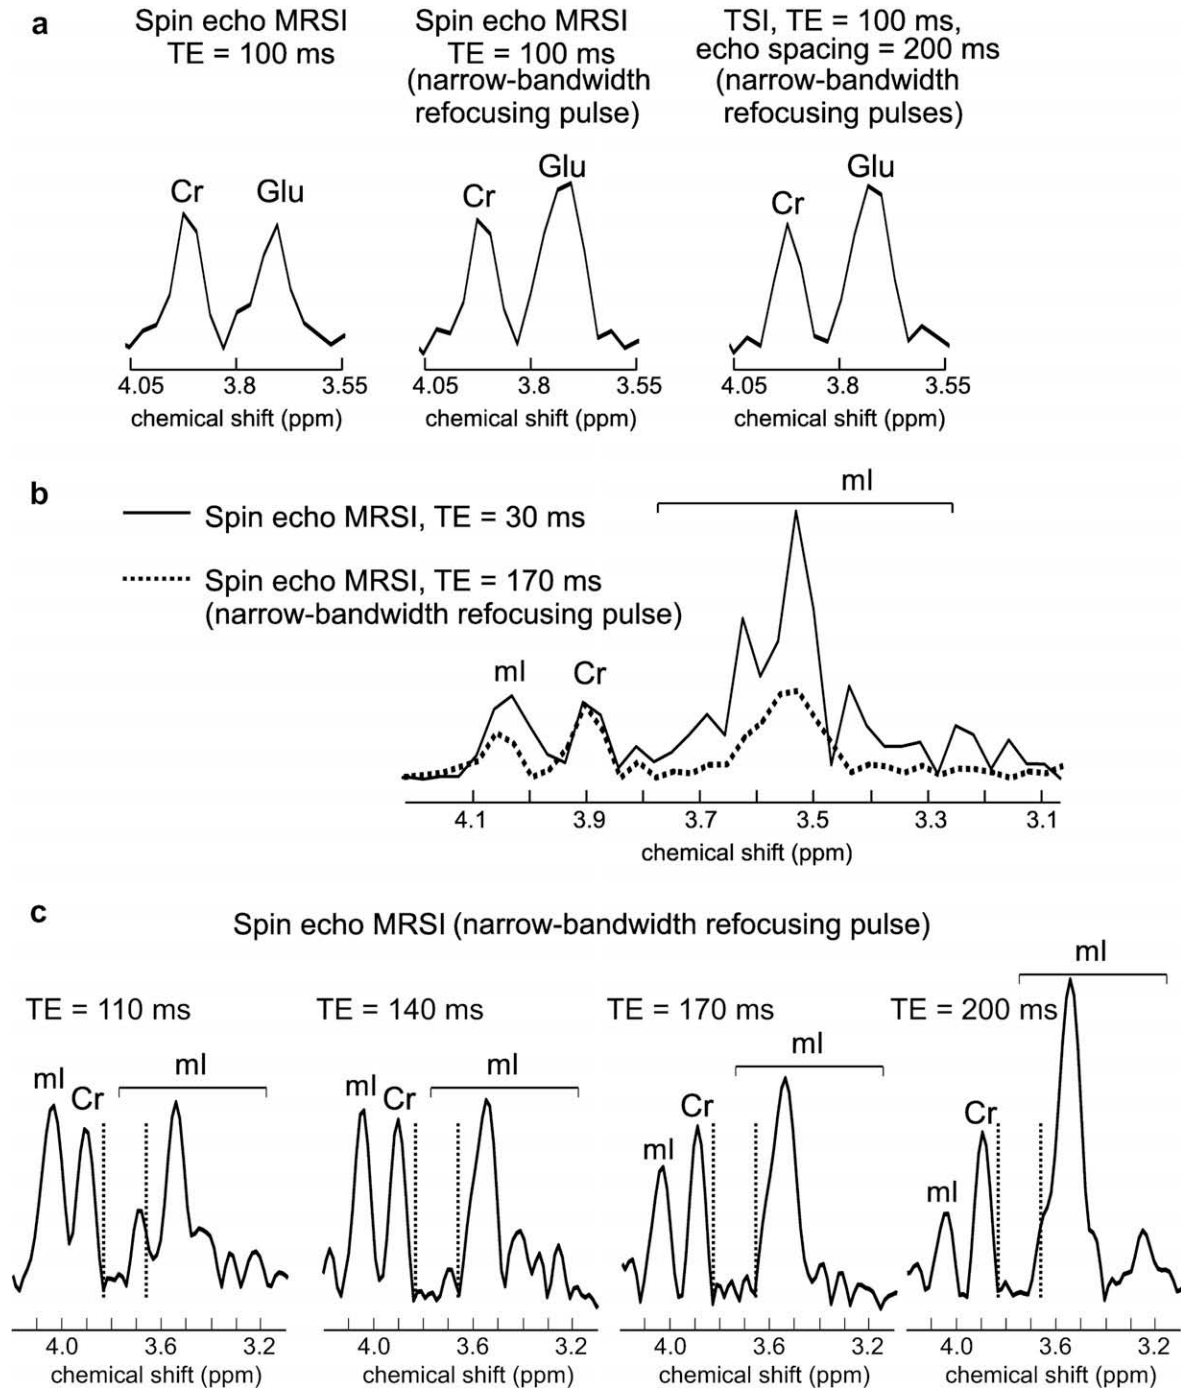 a
Spin echo MRSI
TE = 100 ms
Spin echo MRSI
TE = 100 ms
(narrow-bandwidth
refocusing pulse)
TSI, TE = 100 ms,
echo spacing = 200 ms
(narrow-bandwidth
refocusing pulses)
Cr
Glu
Cr
Glu
Cr
Glu
4.05 3.8 3.55
chemical shift (ppm)
4.05 3.8 3.55
chemical shift (ppm)
4.05 3.8 3.55
chemical shift (ppm)
b
Spin echo MRSI, TE = 30 ms
Spin echo MRSI, TE = 170 ms
(narrow-bandwidth refocusing pulse)
mI
mI
Cr
4.1 3.9 3.7 3.5 3.3 3.1
chemical shift (ppm)
c
Spin echo MRSI (narrow-bandwidth refocusing pulse)
TE = 110 ms
mI
Cr
mI
4.0 3.6 3.2
chemical shift (ppm)
TE = 140 ms
mI
Cr
mI
4.0 3.6 3.2
chemical shift (ppm)
TE = 170 ms
mI
Cr
mI
4.0 3.6 3.2
chemical shift (ppm)
mI
TE = 200 ms
Cr
mI
4.0 3.6 3.2
chemical shift (ppm)